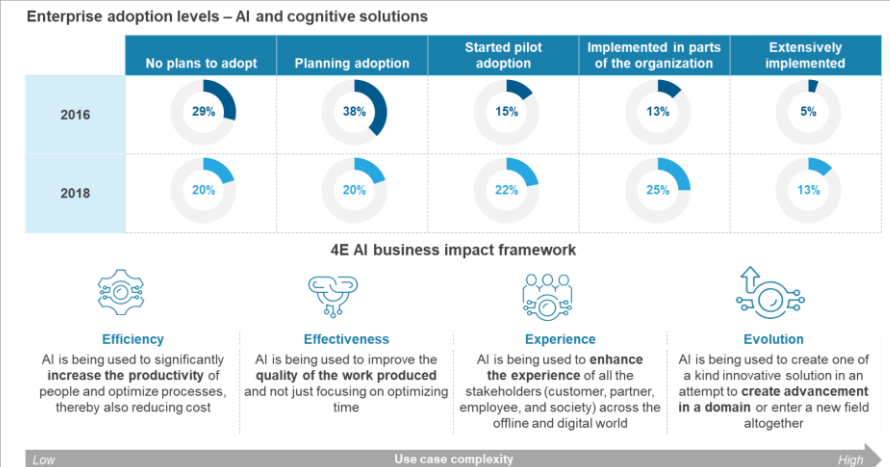 Enterprise adoption levels – AI and cognitive solutions
No plans to adopt
Planning adoption
Started pilot
adoption
Implemented in parts
of the organization
Extensively
implemented
2016
29%
38%
15%
13%
5%
2018
20%
20%
22%
25%
13%
4E AI business impact framework
Efficiency
AI is being used to significantly
increase the productivity of
people and optimize processes,
thereby also reducing cost
Effectiveness
AI is being used to improve the
quality of the work produced
and not just focusing on optimizing
time
Experience
AI is being used to enhance
the experience of all the
stakeholders (customer, partner,
employee, and society) across the
offline and digital world
Evolution
AI is being used to create one of
a kind innovative solution in an
attempt to create advancement
in a domain or enter a new field
altogether
Low
Use case complexity
High